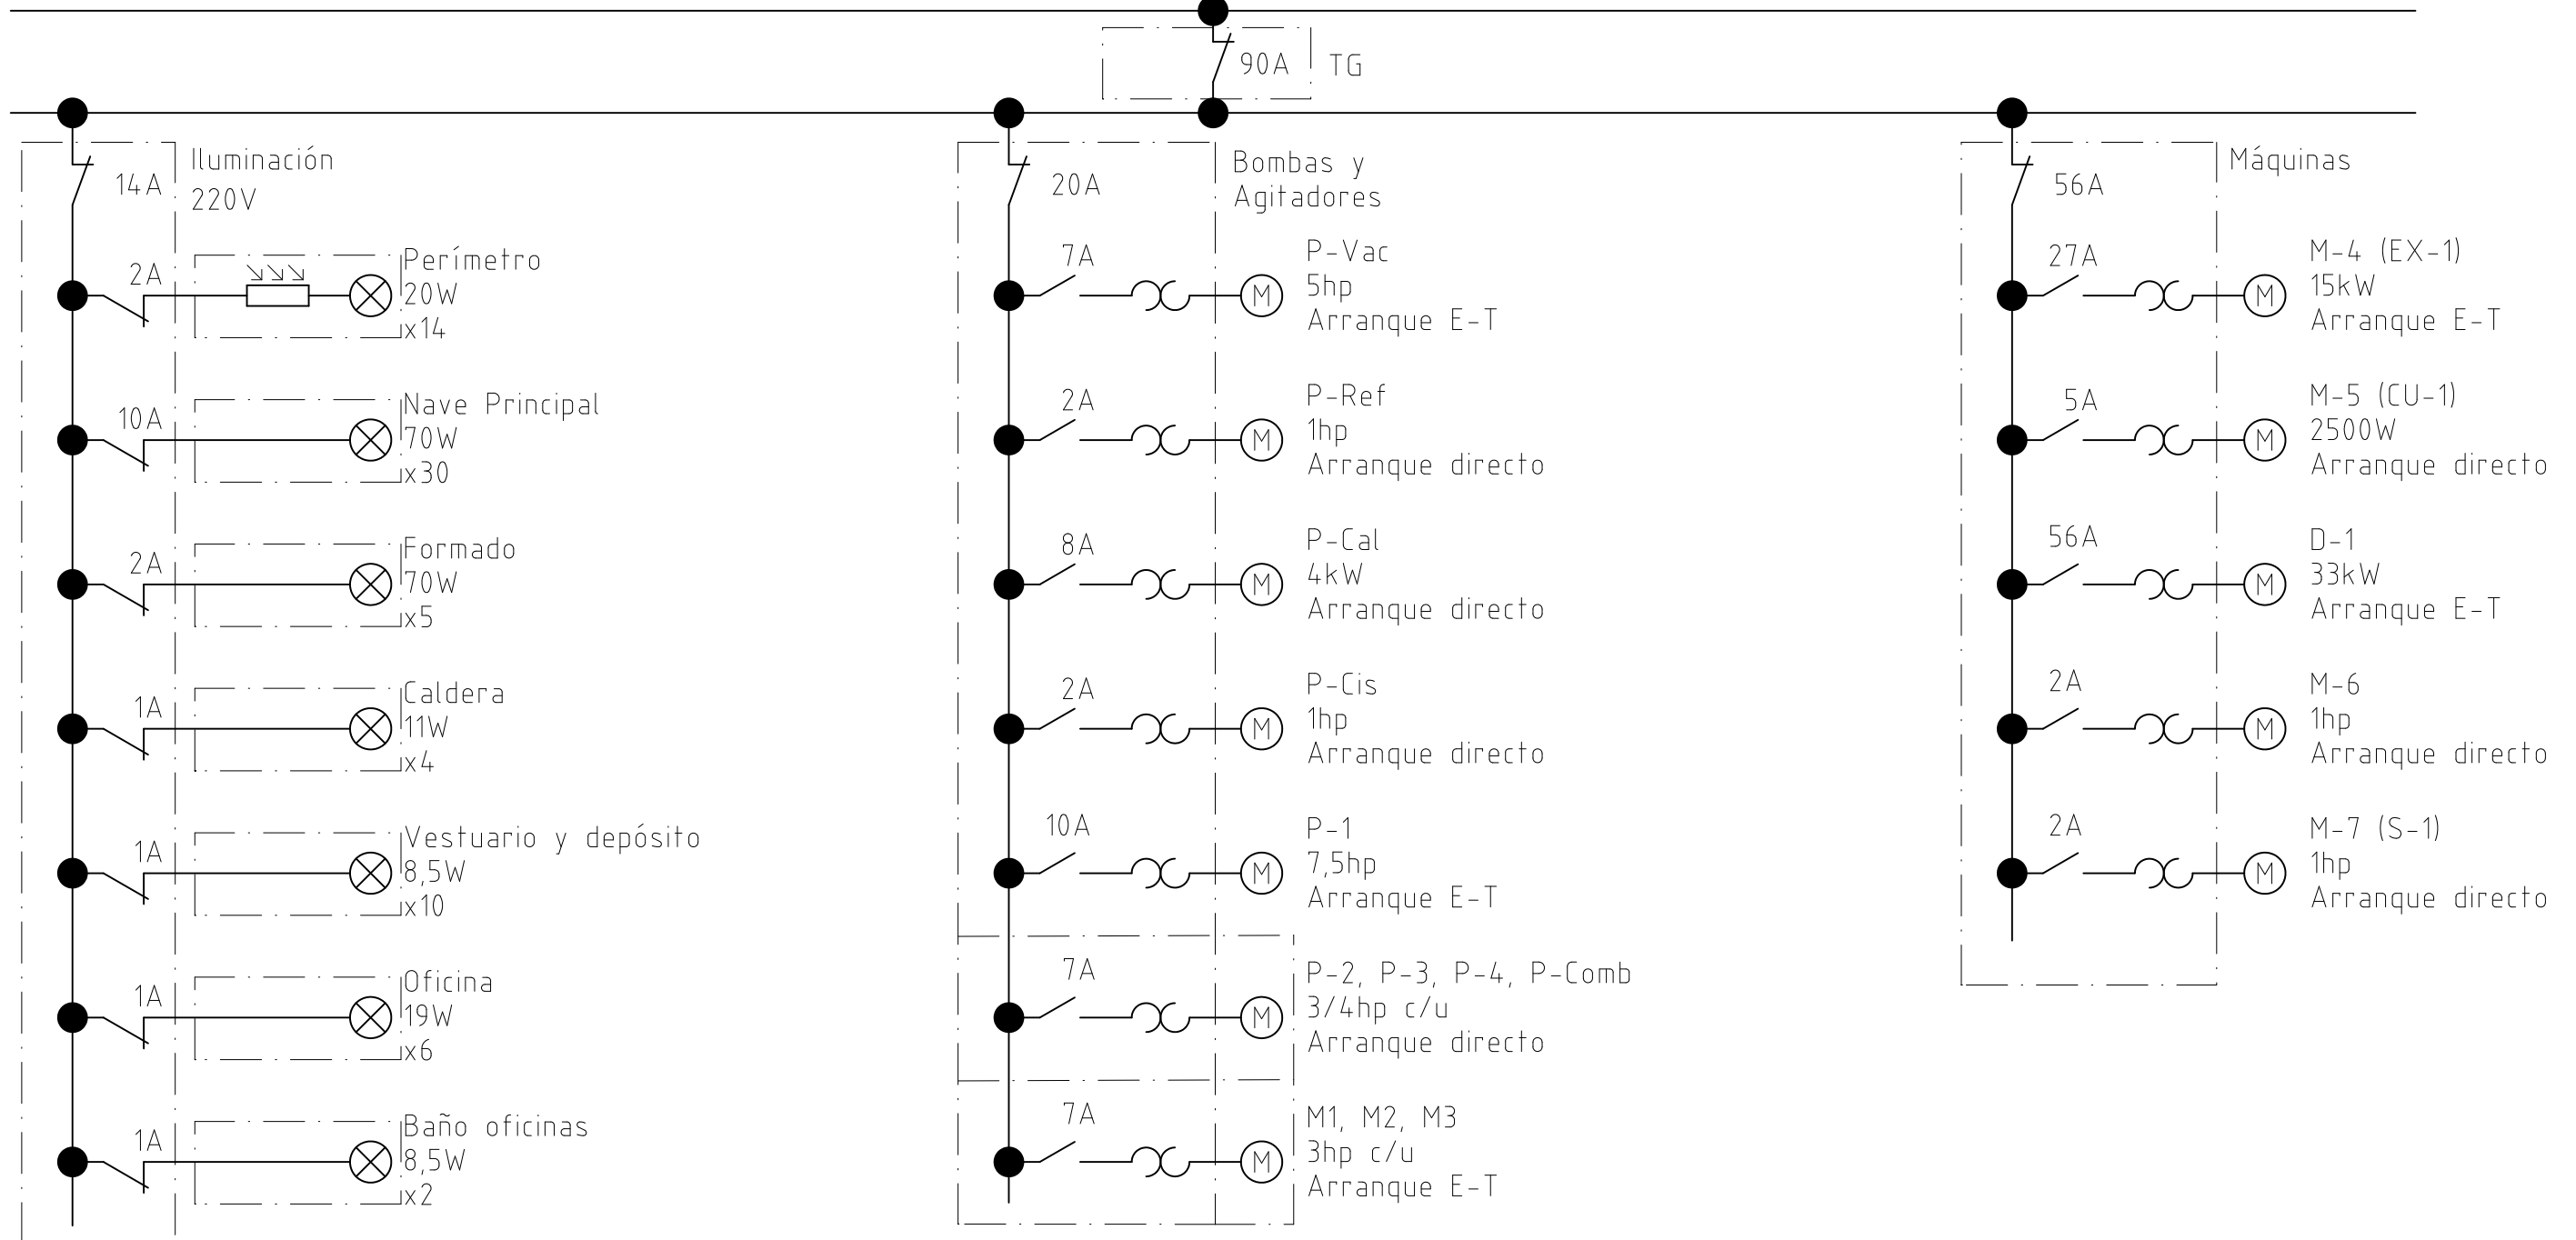 90A
TG
Iluminación
220V
14A
2A
Perímetro
20W
x14
10A
Nave Principal
70W
x30
2A
Formado
70W
x5
1A
Caldera
11W
x4
1A
Vestuario y depósito
8,5W
x10
1A
Oficina
19W
x6
1A
Baño oficinas
8,5W
x2
Bombas y
Agitadores
20A
7A
M
P-Vac
5hp
Arranque E-T
2A
M
P-Ref
1hp
Arranque directo
8A
M
P-Cal
4kW
Arranque directo
2A
M
P-Cis
1hp
Arranque directo
10A
M
P-1
7,5hp
Arranque E-T
7A
M
P-2, P-3, P-4, P-Comb
3/4hp c/u
Arranque directo
7A
M
M1, M2, M3
3hp c/u
Arranque E-T
Máquinas
56A
27A
M
M-4 (EX-1)
15kW
Arranque E-T
5A
M
M-5 (CU-1)
2500W
Arranque directo
56A
M
D-1
33kW
Arranque E-T
2A
M
M-6
1hp
Arranque directo
2A
M
M-7 (S-1)
1hp
Arranque directo